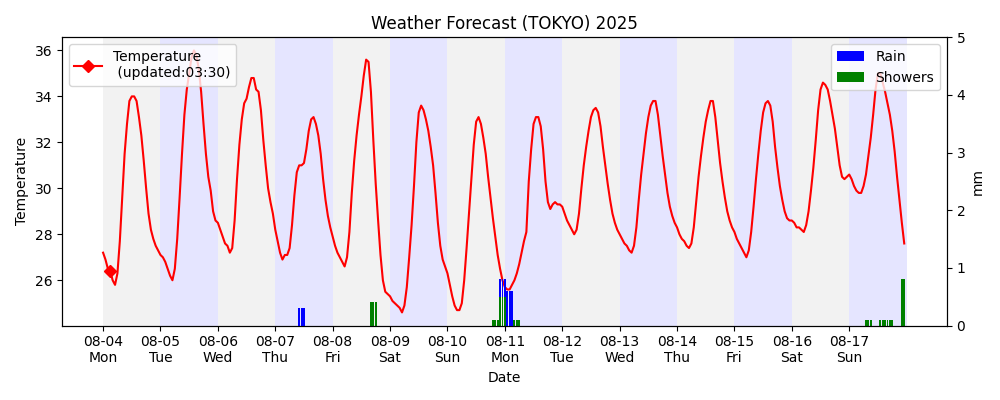 Weather Forecast (TOKYO) 2025
Temperature
(updated:03:30)
Rain
Showers
36
34
32
30
28
26
Temperature
5
4
3
2
1
0
mm
08-04 08-05 08-06 08-07 08-08 08-09 08-10 08-11 08-12 08-13 08-14 08-15 08-16 08-17
Mon Tue Wed Thu Fri Sat Sun Mon Tue Wed Thu Fri Sat Sun
Date